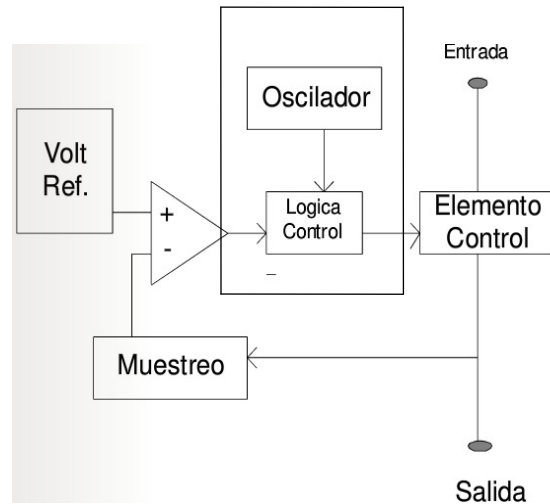 Entrada
Oscilador
Volt
Ref.
+
-
Logica
Control
Elemento
Control
Muestreo
Salida